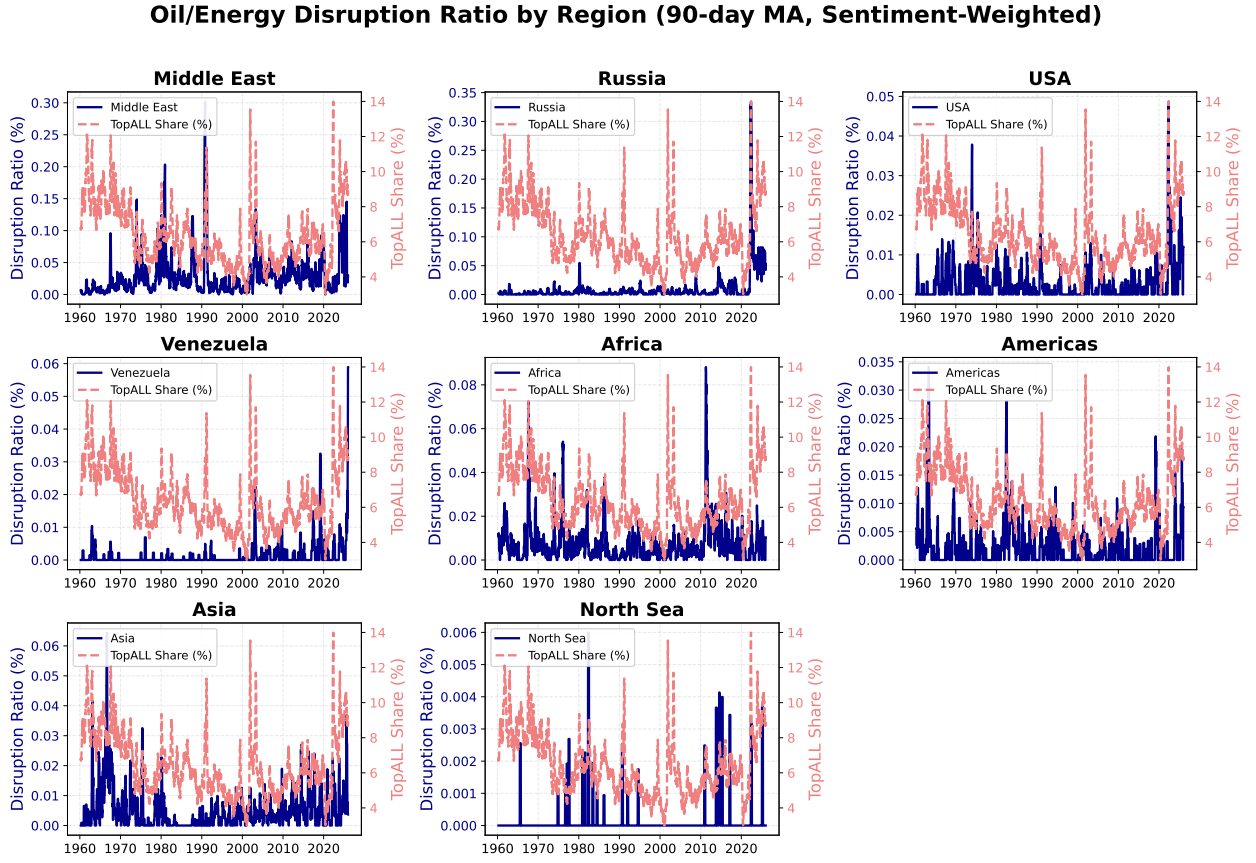 Oil/Energy Disruption Ratio by Region (90-day MA, Sentiment-Weighted)
Middle East
Disruption Ratio (%)
0.30
0.25
0.20
0.15
0.10
0.05
0.00
Middle East
TopALL Share (%)
14
12
10
8
6
4
TopALL Share (%)
1960 1970 1980 1990 2000 2010 2020
Russia
Disruption Ratio (%)
0.35
0.30
0.25
0.20
0.15
0.10
0.05
0.00
Russia
TopALL Share (%)
14
12
10
8
6
4
TopALL Share (%)
1960 1970 1980 1990 2000 2010 2020
USA
Disruption Ratio (%)
0.05
0.04
0.03
0.02
0.01
0.00
USA
TopALL Share (%)
14
12
10
8
6
4
TopALL Share (%)
1960 1970 1980 1990 2000 2010 2020
Venezuela
Disruption Ratio (%)
0.06
0.05
0.04
0.03
0.02
0.01
0.00
Venezuela
TopALL Share (%)
14
12
10
8
6
4
TopALL Share (%)
1960 1970 1980 1990 2000 2010 2020
Africa
Disruption Ratio (%)
0.08
0.06
0.04
0.02
0.00
Africa
TopALL Share (%)
14
12
10
8
6
4
TopALL Share (%)
1960 1970 1980 1990 2000 2010 2020
Americas
Disruption Ratio (%)
0.035
0.030
0.025
0.020
0.015
0.010
0.005
0.000
Americas
TopALL Share (%)
14
12
10
8
6
4
TopALL Share (%)
1960 1970 1980 1990 2000 2010 2020
Asia
Disruption Ratio (%)
0.06
0.05
0.04
0.03
0.02
0.01
0.00
Asia
TopALL Share (%)
14
12
10
8
6
4
TopALL Share (%)
1960 1970 1980 1990 2000 2010 2020
North Sea
Disruption Ratio (%)
0.006
0.005
0.004
0.003
0.002
0.001
0.000
North Sea
TopALL Share (%)
14
12
10
8
6
4
TopALL Share (%)
1960 1970 1980 1990 2000 2010 2020